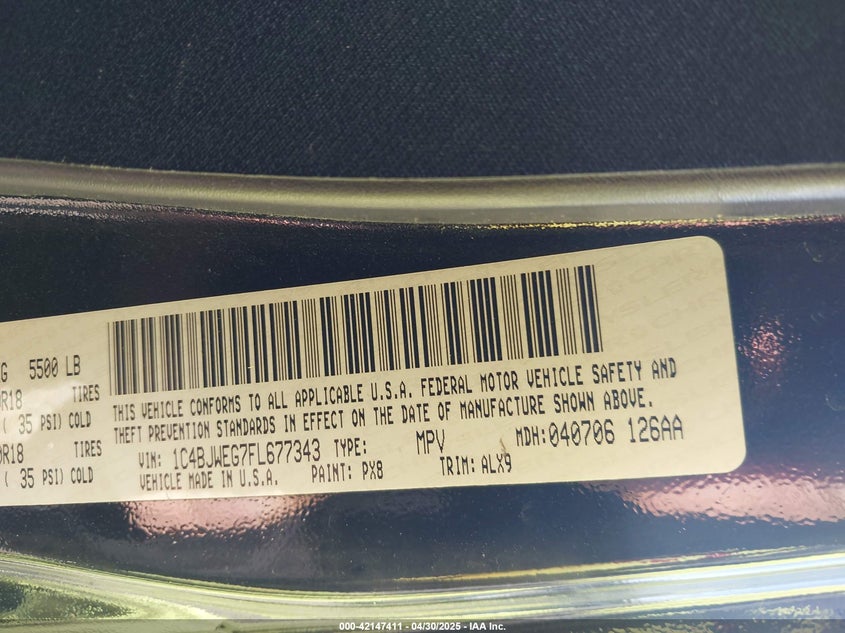 G 5500 LB
R18 TIRES
( 35 PSI) COLD
R18 TIRES
( 35 PSI) COLD
THIS VEHICLE CONFORMS TO ALL APPLICABLE U.S.A. FEDERAL MOTOR VEHICLE SAFETY AND
THEFT PREVENTION STANDARDS IN EFFECT ON THE DATE OF MANUFACTURE SHOWN ABOVE.
VIN: 1C4BJWEG7FL677343 TYPE: MPV MDH:040706 126AA
VEHICLE MADE IN U.S.A. PAINT: PX8 TRIM: ALX9
000-42147411 - 04/30/2025 - IAA Inc.